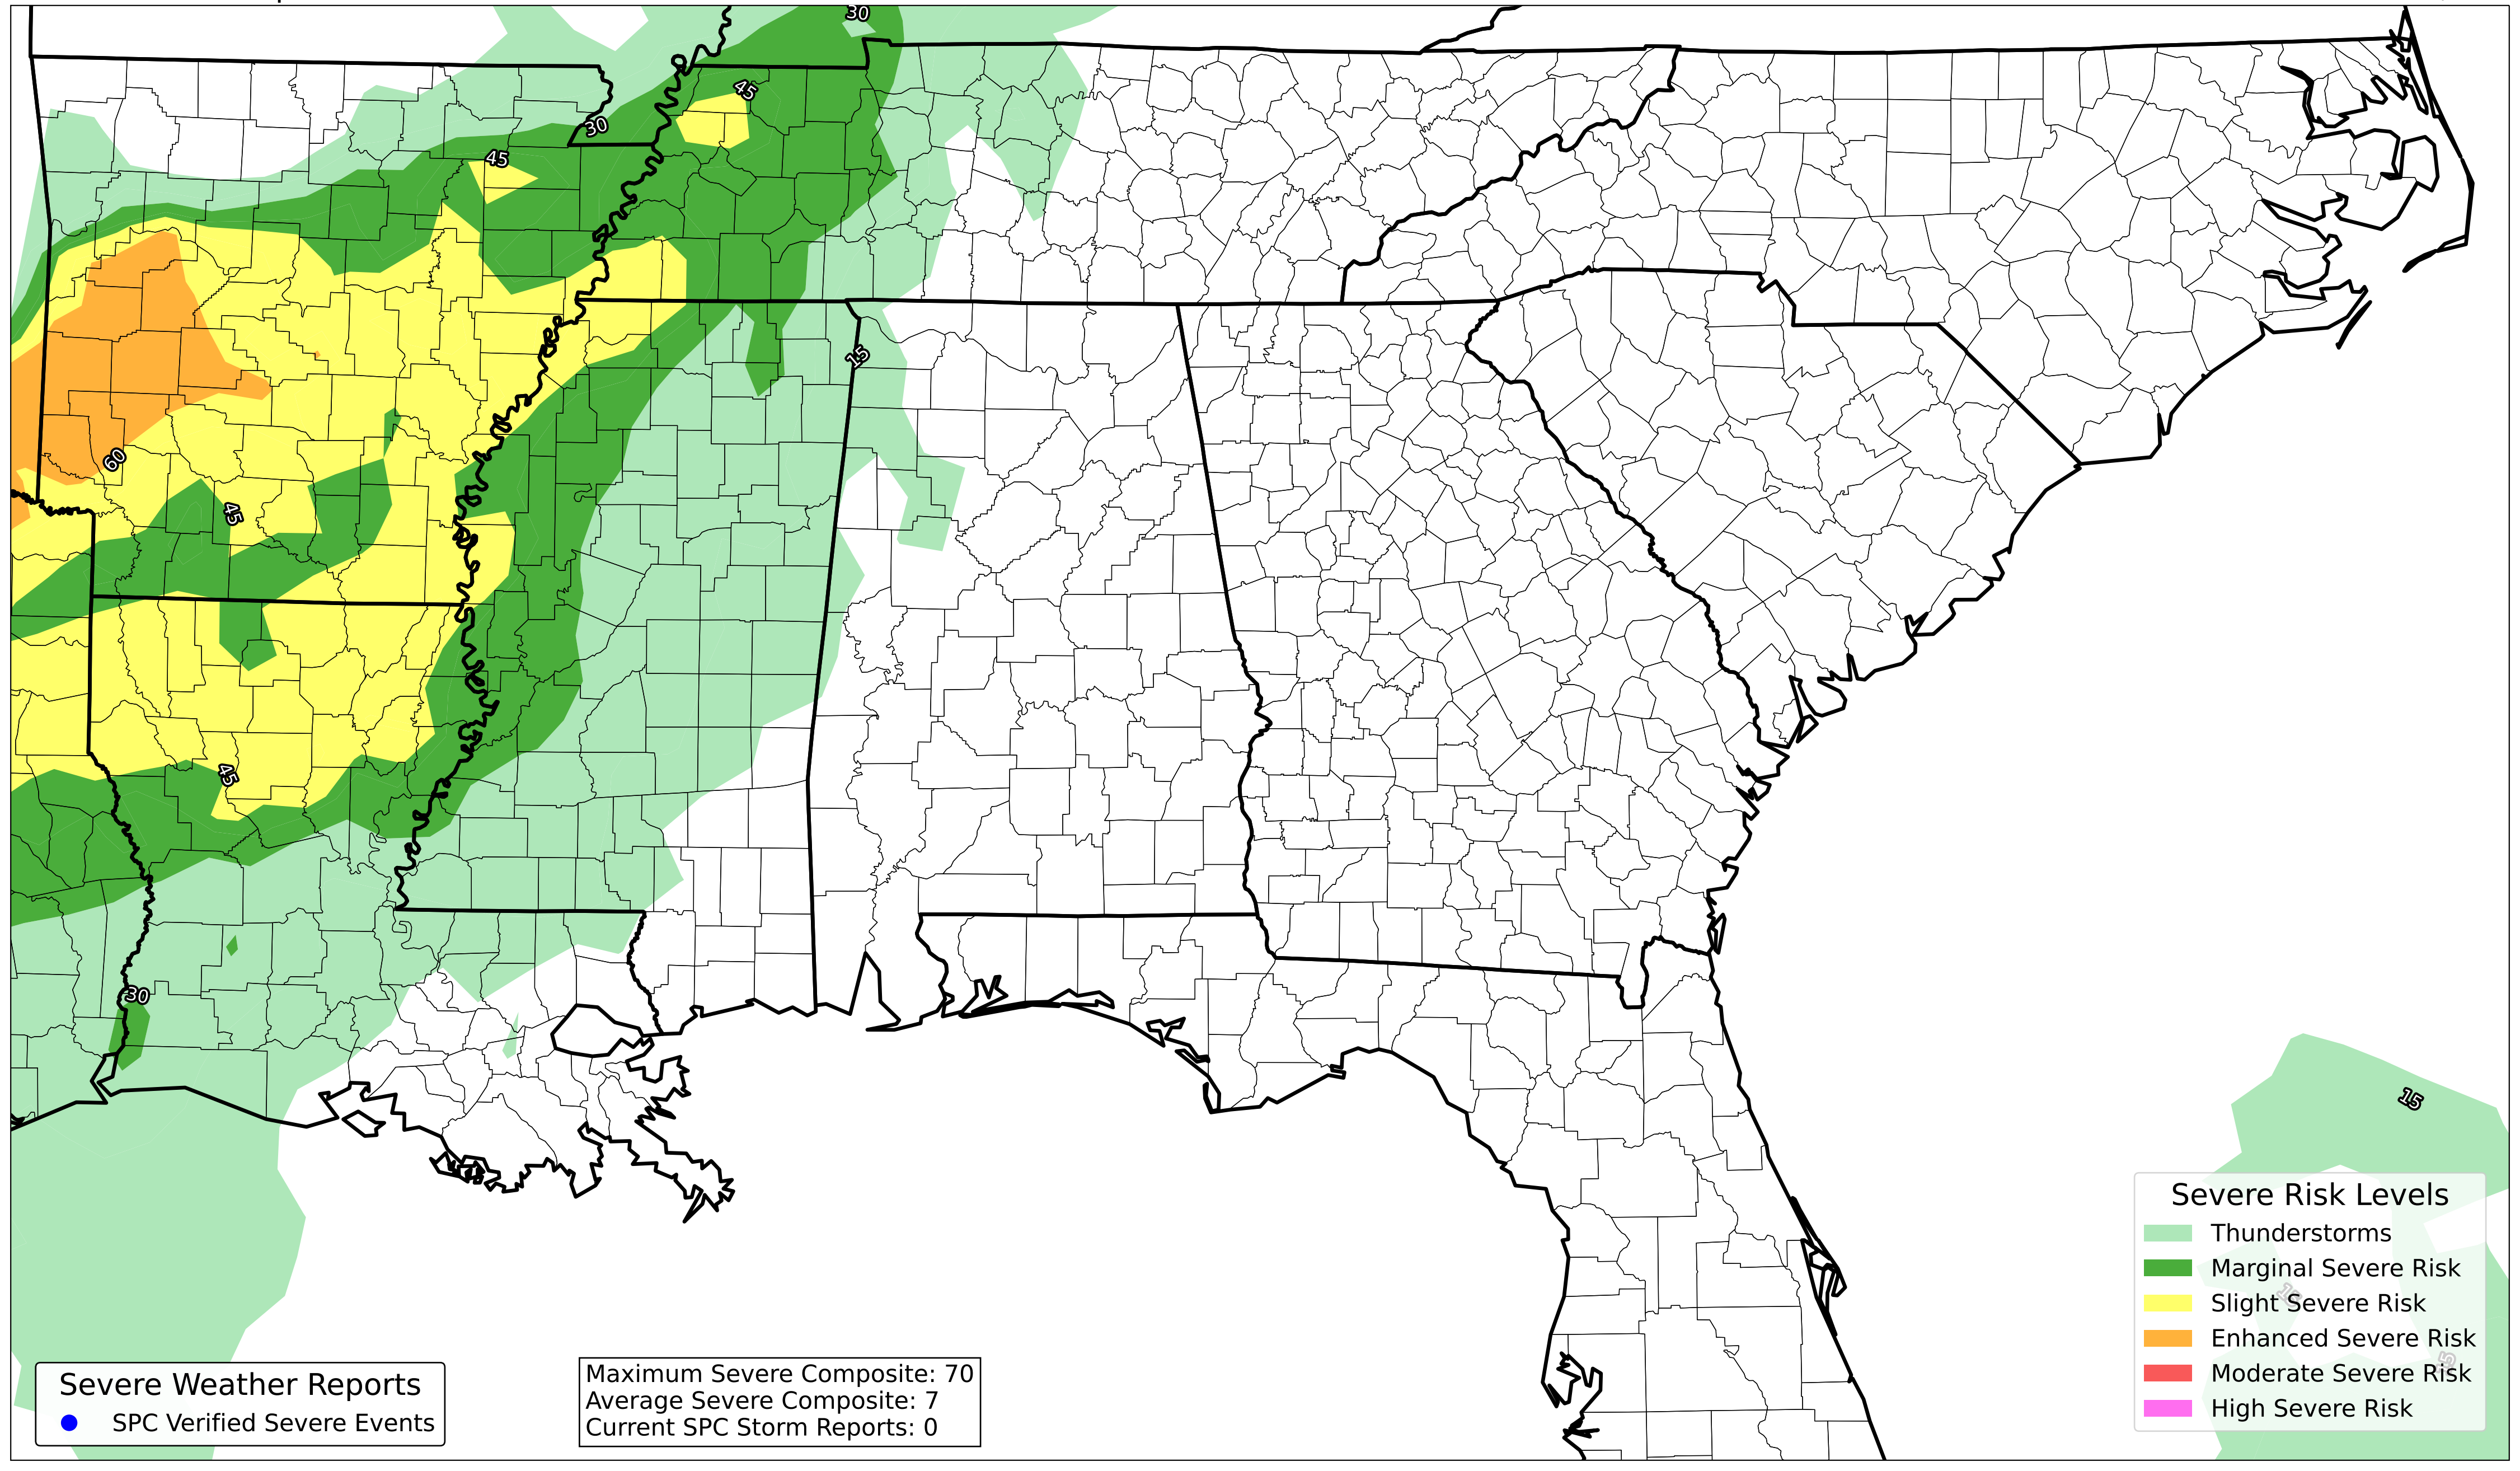 30
45
30
45
15
60
45
45
30
15
15
Severe Risk Levels
Thunderstorms
Marginal Severe Risk
Slight Severe Risk
Enhanced Severe Risk
Moderate Severe Risk
High Severe Risk
Severe Weather Reports
SPC Verified Severe Events
Maximum Severe Composite: 70
Average Severe Composite: 7
Current SPC Storm Reports: 0